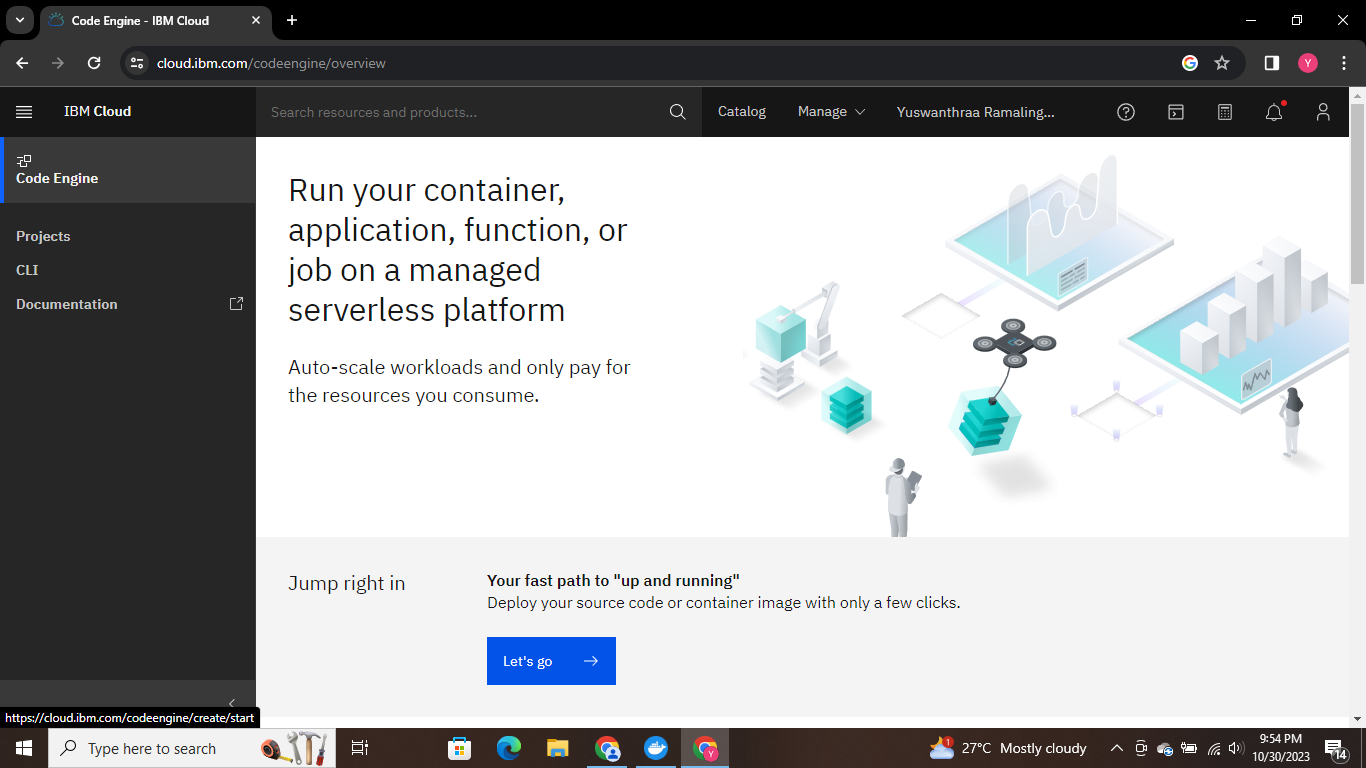 Code Engine - IBM Cloud
cloud.ibm.com/codeengine/overview
Y
IBM Cloud
Search resources and products...
Catalog
Manage
Yuswanthraa Ramaling...
Code Engine
Projects
CLI
Documentation
Run your container,
application, function, or
job on a managed
serverless platform
Auto-scale workloads and only pay for
the resources you consume.
Jump right in
Your fast path to "up and running"
Deploy your source code or container image with only a few clicks.
Let's go
https://cloud.ibm.com/codeengine/create/start
Type here to search
Y
1
27°C Mostly cloudy
9:54 PM
10/30/2023
14